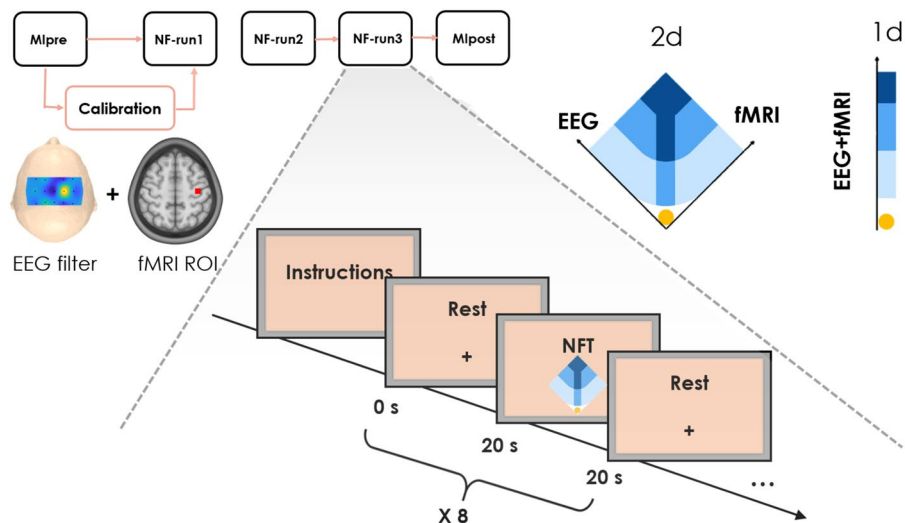 MIpre
NF-run1
NF-run2
NF-run3
MIpost
Calibration
EEG filter
+
fMRI ROI
2d
1d
EEG
fMRI
EEG+fMRI
Instructions
Rest
+
NFT
Rest
+
0 s
20 s
20 s
...
X 8